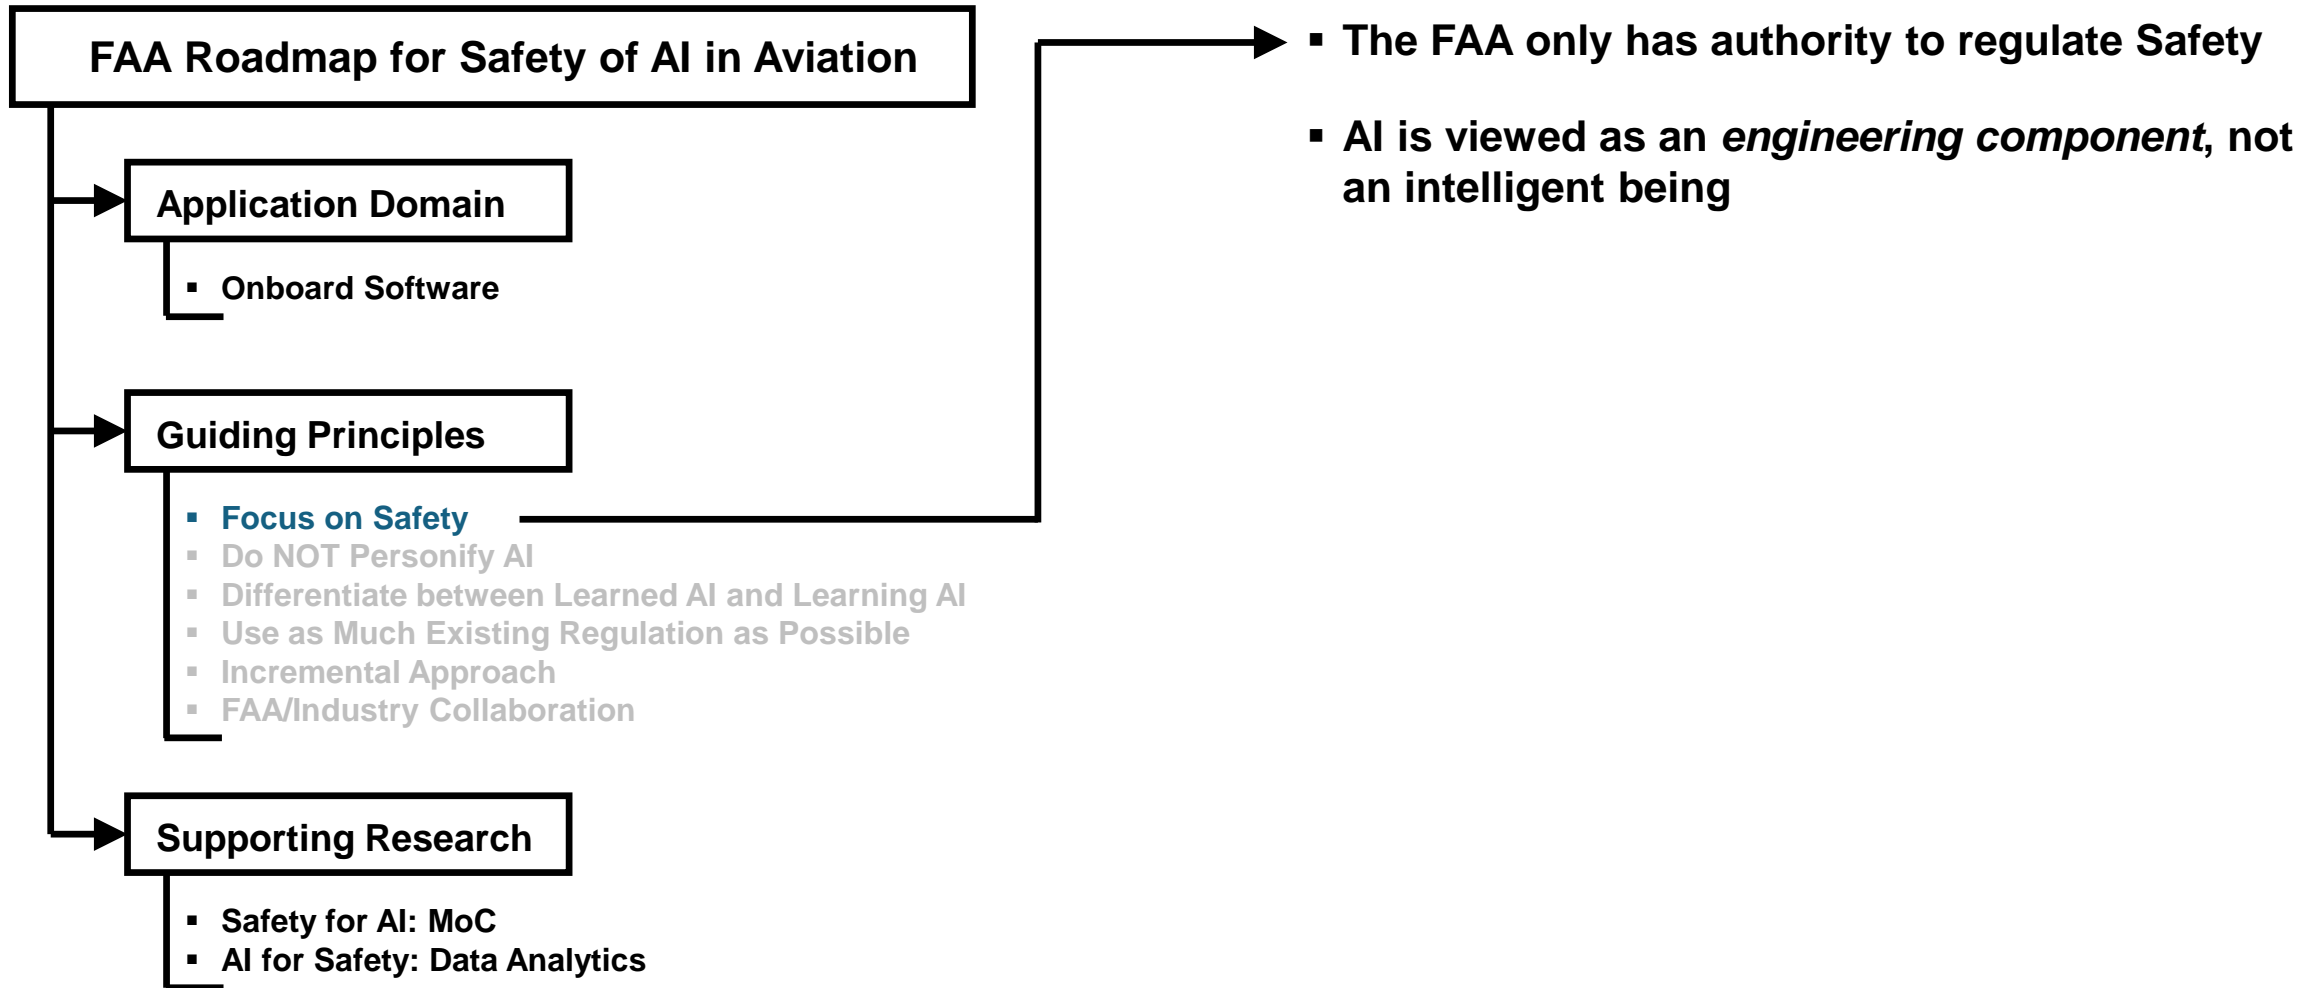 FAA Roadmap for Safety of AI in Aviation
Application Domain
▪ Onboard Software
Guiding Principles
▪ Focus on Safety
▪ Do NOT Personify AI
▪ Differentiate between Learned AI and Learning AI
▪ Use as Much Existing Regulation as Possible
▪ Incremental Approach
▪ FAA/Industry Collaboration
Supporting Research
▪ Safety for AI: MoC
▪ AI for Safety: Data Analytics
▪ The FAA only has authority to regulate Safety
▪ AI is viewed as an engineering component, not
an intelligent being